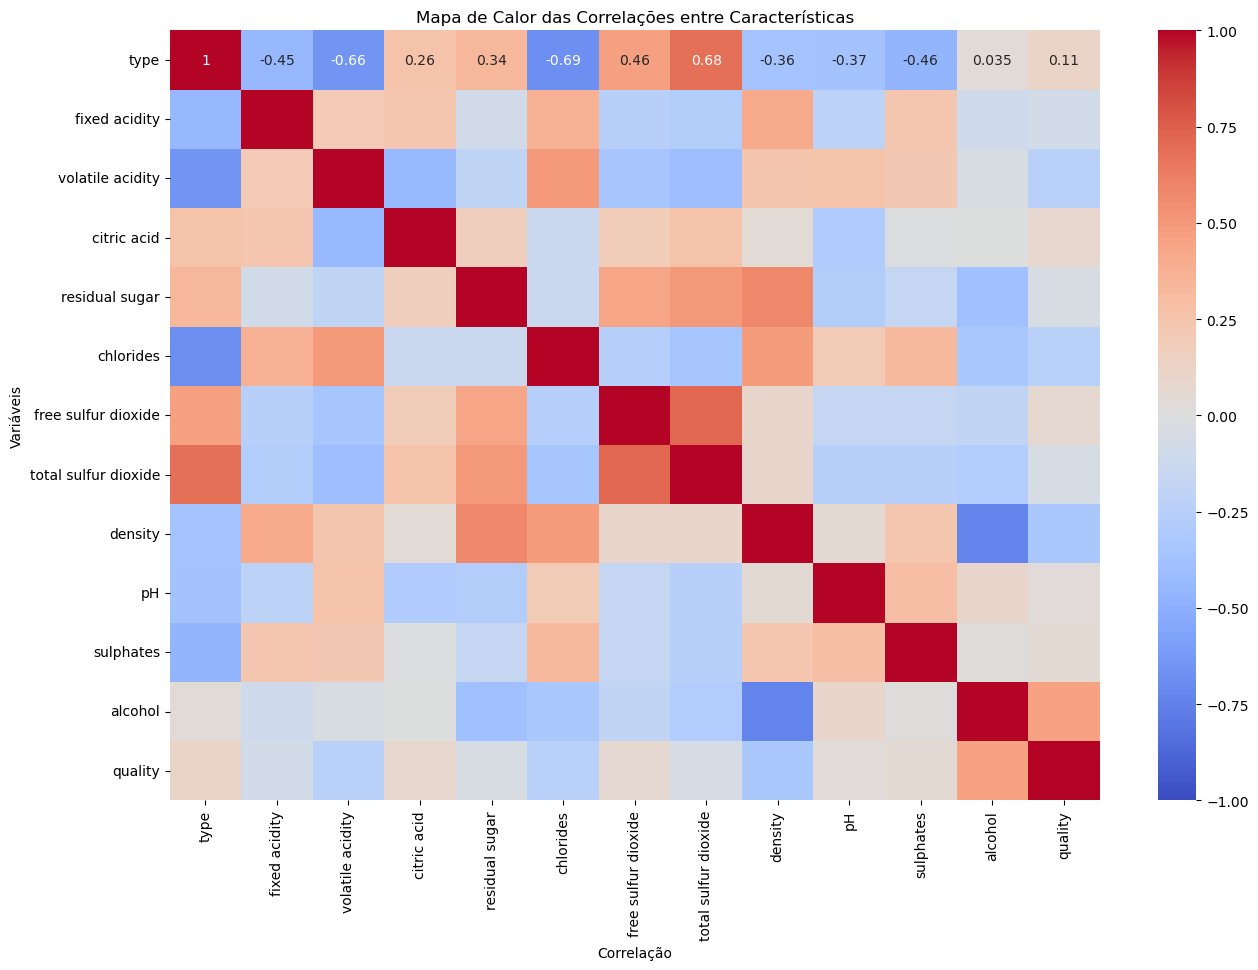 Mapa de Calor das Correlações entre Características
type
1 -0.45 -0.66 0.26 0.34 -0.69 0.46 0.68 -0.36 -0.37 -0.46 0.035 0.11
fixed acidity
volatile acidity
citric acid
residual sugar
chlorides
free sulfur dioxide
total sulfur dioxide
density
pH
sulphates
alcohol
quality
Variáveis
type
fixed acidity
volatile acidity
citric acid
residual sugar
chlorides
free sulfur dioxide
total sulfur dioxide
density
pH
sulphates
alcohol
quality
Correlação
1.00
0.75
0.50
0.25
0.00
−0.25
−0.50
−0.75
−1.00